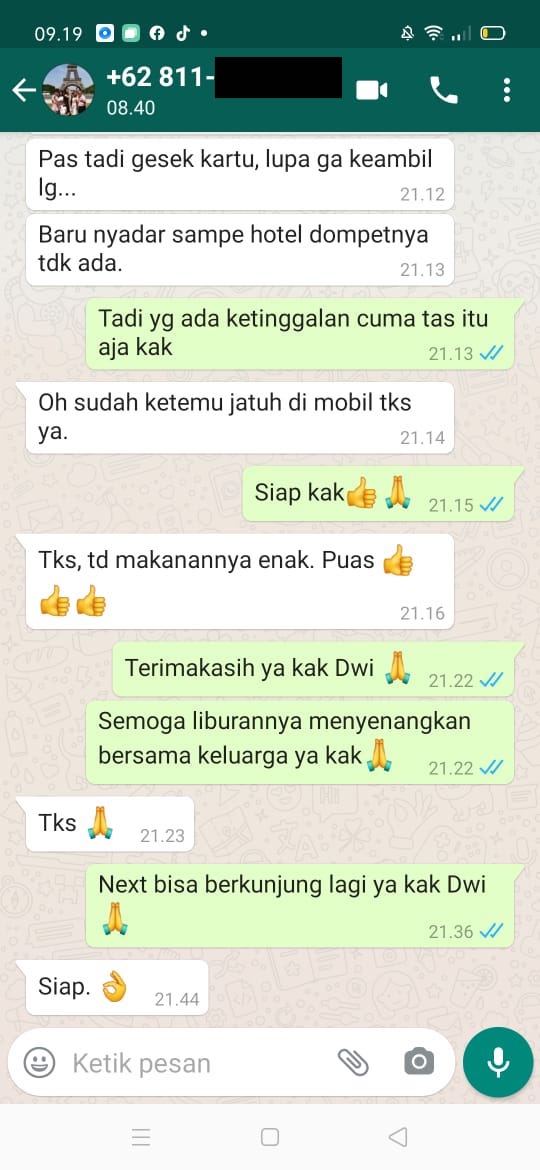 09.19
+62 811-
08.40
Pas tadi gesek kartu, lupa ga keambil
lg...
21.12
Baru nyadar sampe hotel dompetnya
tdk ada.
21.13
Tadi yg ada ketinggalan cuma tas itu
aja kak
21.13
Oh sudah ketemu jatuh di mobil tks
ya.
21.14
Siap kak👍🙏
21.15
Tks, td makanannya enak. Puas 👍
👍👍
21.16
Terimakasih ya kak Dwi 🙏
21.22
Semoga liburannya menyenangkan
bersama keluarga ya kak🙏
21.22
Tks 🙏
21.23
Next bisa berkunjung lagi ya kak Dwi
🙏
21.36
Siap. 👌
21.44
Ketik pesan